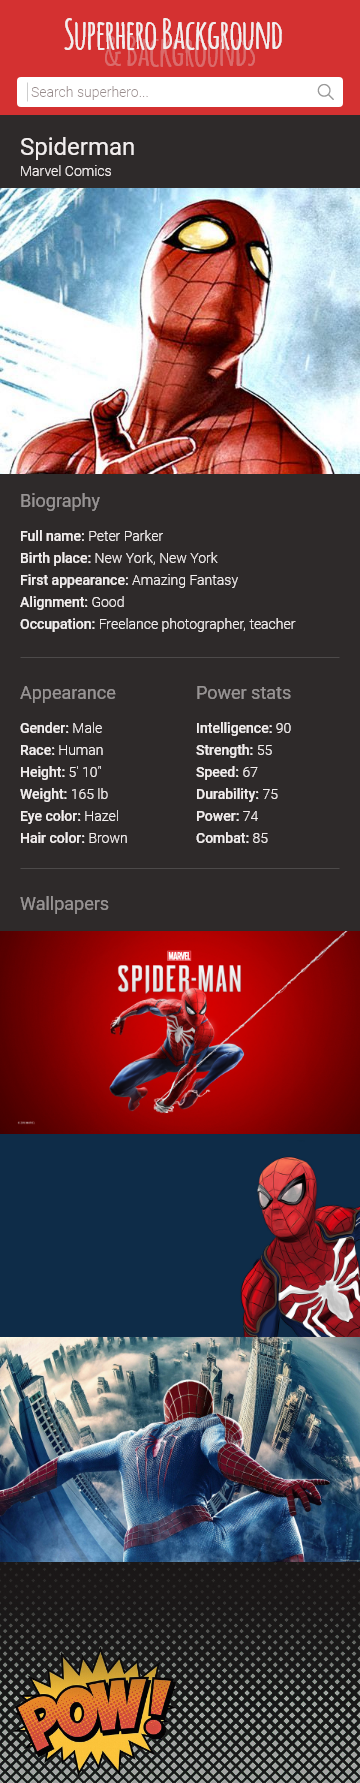 SUPERHERO BACKGROUND
& BACKGROUNDS
Search superhero...
Spiderman
Marvel Comics
Biography
Full name: Peter Parker
Birth place: New York, New York
First appearance: Amazing Fantasy
Alignment: Good
Occupation: Freelance photographer, teacher
Appearance
Gender: Male
Race: Human
Height: 5' 10"
Weight: 165 lb
Eye color: Hazel
Hair color: Brown
Power stats
Intelligence: 90
Strength: 55
Speed: 67
Durability: 75
Power: 74
Combat: 85
Wallpapers
MARVEL
SPIDER-MAN
POW!